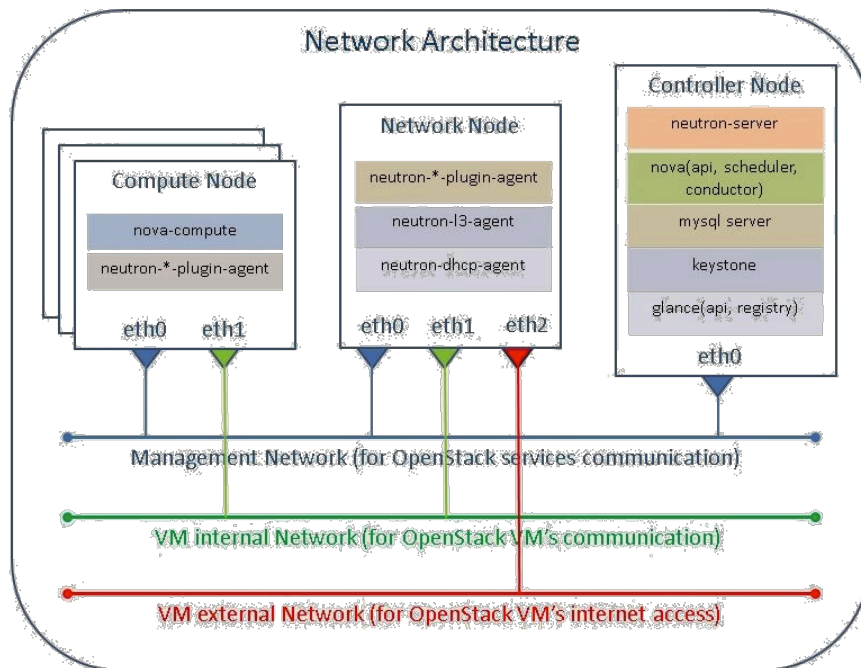 Network Architecture
Compute Node
nova-compute
neutron-*-plugin-agent
eth0 eth1
Network Node
neutron-*-plugin-agent
neutron-l3-agent
neutron-dhcp-agent
eth0 eth1 eth2
Controller Node
neutron-server
nova(api, scheduler,
conductor)
mysql server
keystone
glance(api, registry)
eth0
Management Network (for OpenStack services communication)
VM internal Network (for OpenStack VM's communication)
VM external Network (for OpenStack VM's internet access)